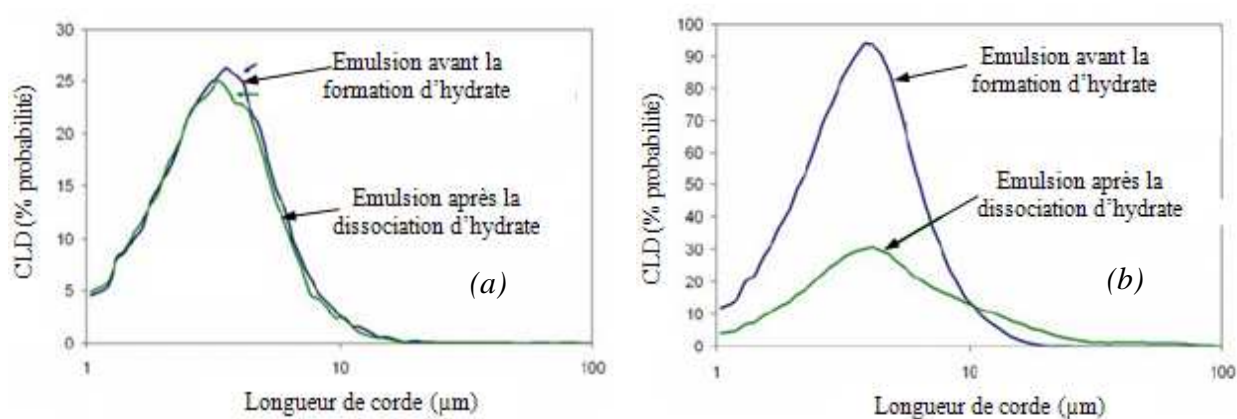 30
25
20
15
10
5
0
CLD (% probabilité)
Emulsion avant la
formation d'hydrate
Emulsion après la
dissociation d'hydrate
(a)
1
10
100
Longueur de corde (µm)
100
90
80
70
60
50
40
30
20
10
0
CLD (% probabilité)
Emulsion avant la
formation d'hydrate
Emulsion après la
dissociation d'hydrate
(b)
1
10
100
Longueur de corde (µm)